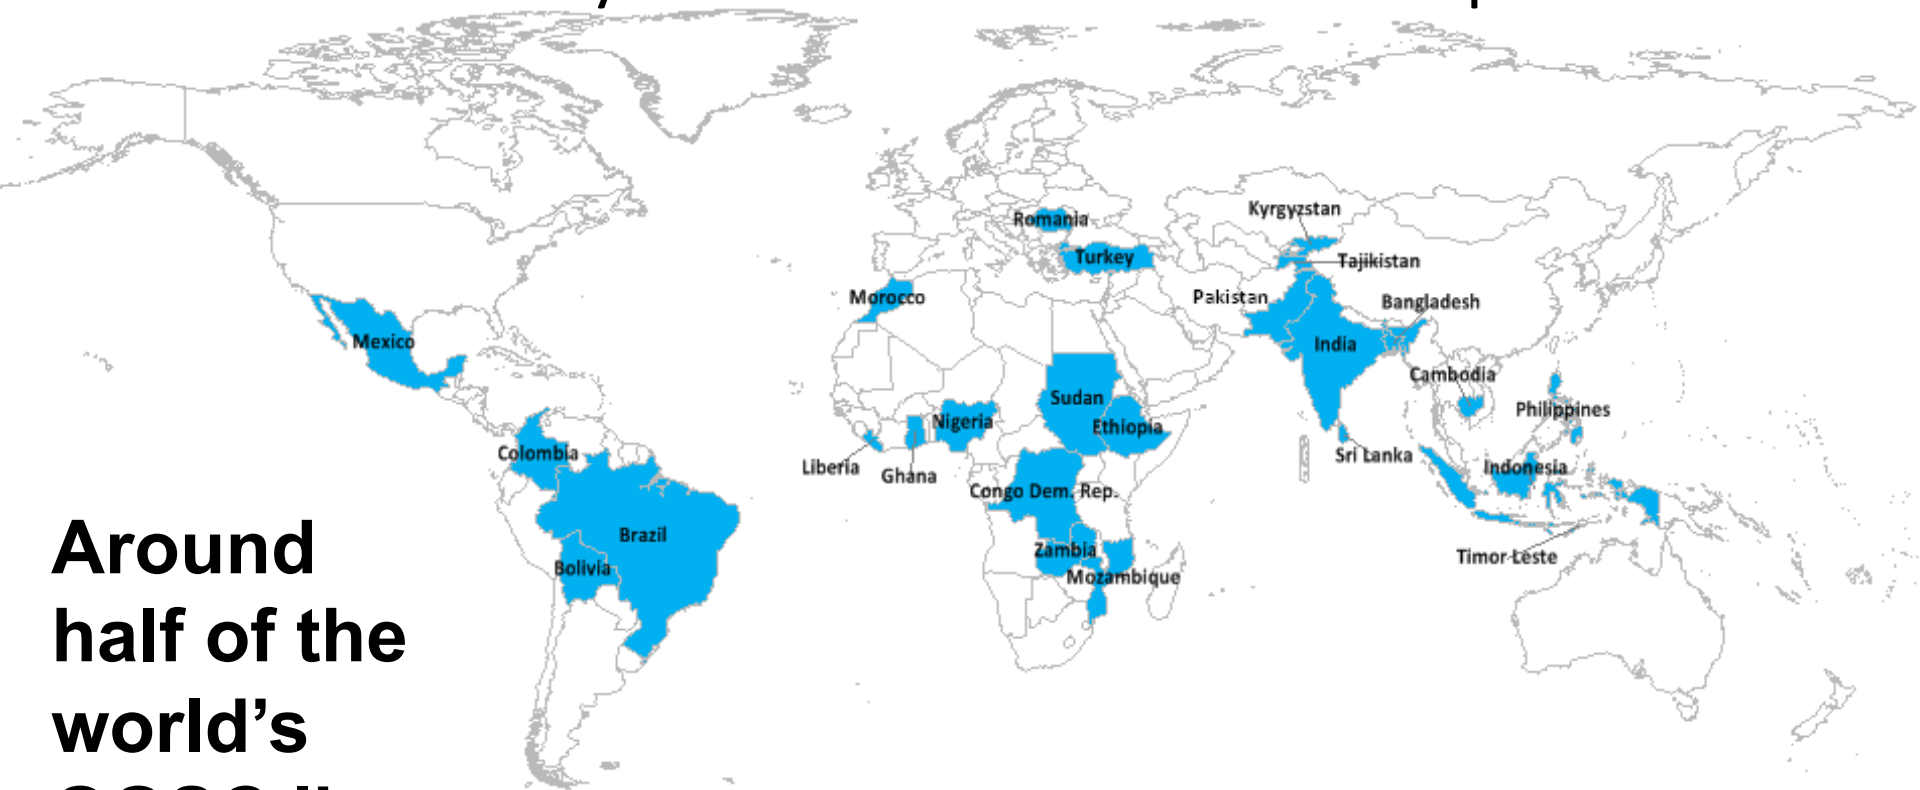 Romania
Kyrgyzstan
Turkey
Tajikistan
Morocco
Pakistan
Bangladesh
Mexico
India
Cambodia
Sudan
Philippines
Nigeria
Ethiopia
Colombia
Sri Lanka
Liberia
Indonesia
Ghana
Congo Dem. Rep.
Brazil
Zambia
Timor-Leste
Bolivia
Mozambique
Around
half of the
world’s